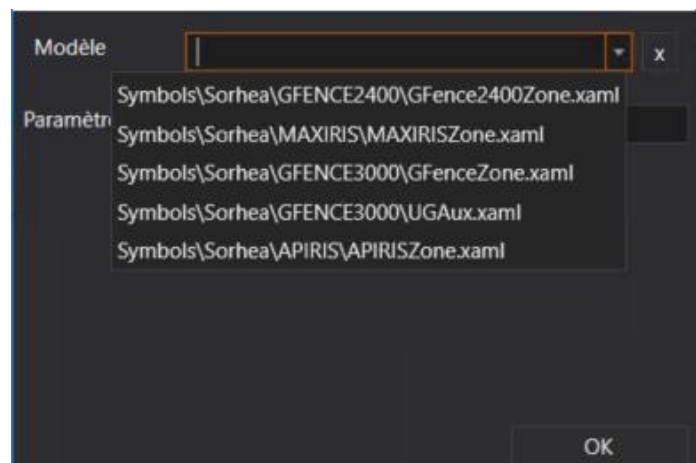 Modèle
x
Symbols\Sorhea\GFENCE2400\GFence2400Zone.xaml
Paramètr
Symbols\Sorhea\MAXIRIS\MAXIRISZone.xaml
Symbols\Sorhea\GFENCE3000\GFenceZone.xaml
Symbols\Sorhea\GFENCE3000\UGAux.xaml
Symbols\Sorhea\APIRIS\APIRISZone.xaml
OK